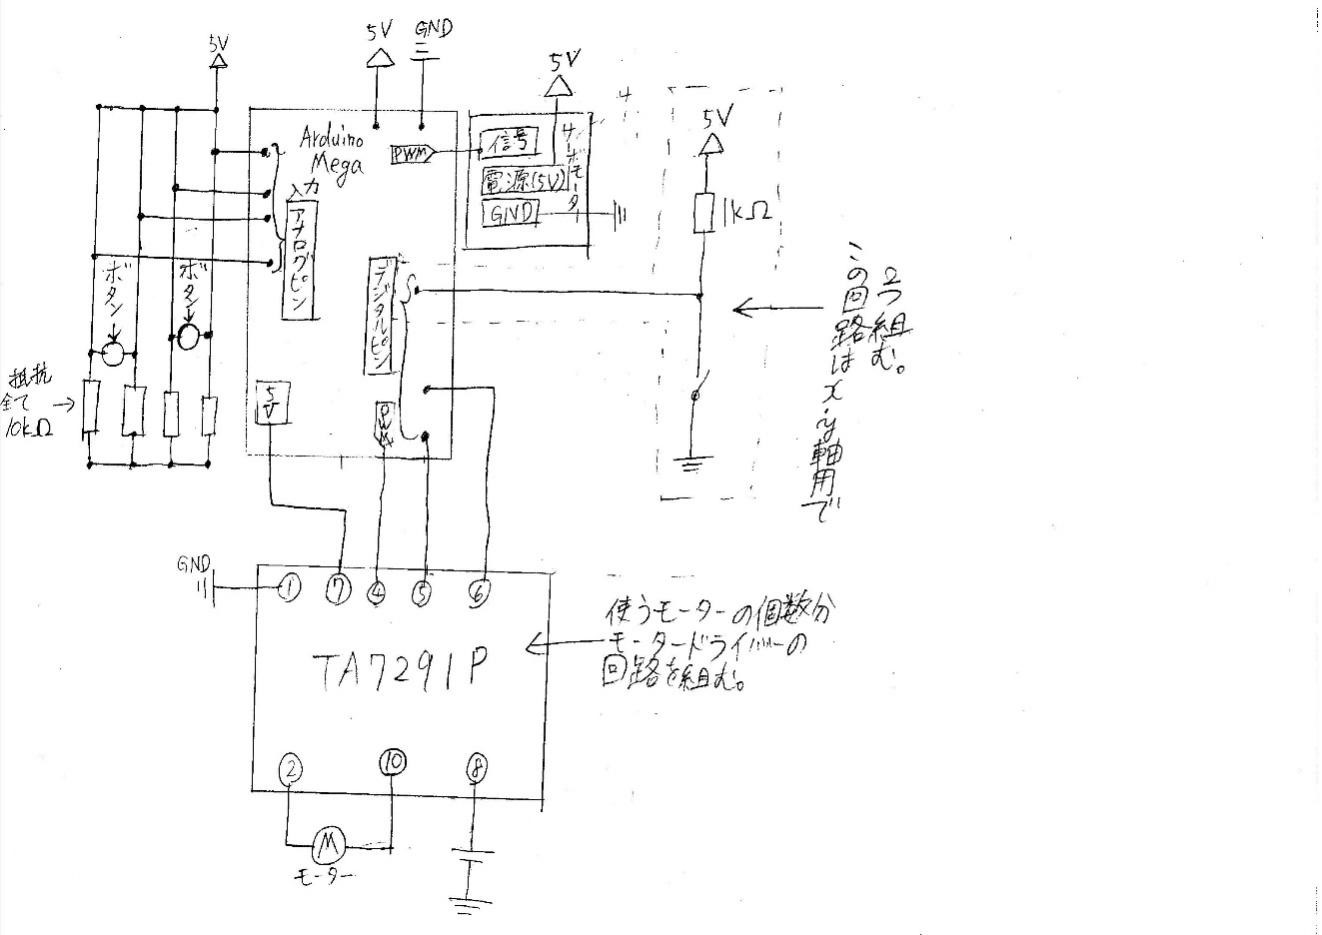 5V
5V
GND
5V
5V
Arduino
Mega
PWM
信号
電源(5V)
GND
サーボモータ
1kΩ
入力
アナログピン
デジタルピン
ボタン
ボタン
抵抗
全て
10kΩ
5V
PWM
この回路はx・y軸用で
2つ組む。
GND
1
7
4
5
6
TA7291P
使うモーターの個数分
モータードライバーの
回路を組む。
2
10
8
M
モーター